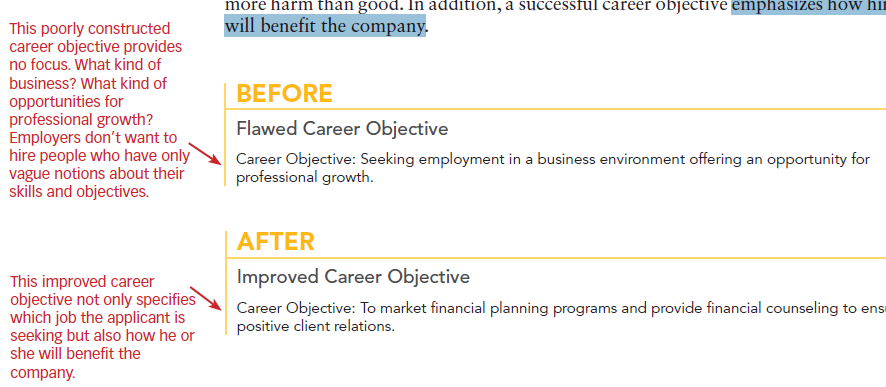 more harm than good. In addition, a successful career objective emphasizes how
will benefit the company.
This poorly constructed
career objective provides
no focus. What kind of
business? What kind of
opportunities for
professional growth?
Employers don't want to
hire people who have only
vague notions about their
skills and objectives.
BEFORE
Flawed Career Objective
Career Objective: Seeking employment in a business environment offering an opportunity for
professional growth.
AFTER
Improved Career Objective
This improved career
objective not only specifies
which job the applicant is
seeking but also how he or
she will benefit the
company.
Career Objective: To market financial planning programs and provide financial counseling to
positive client relations.